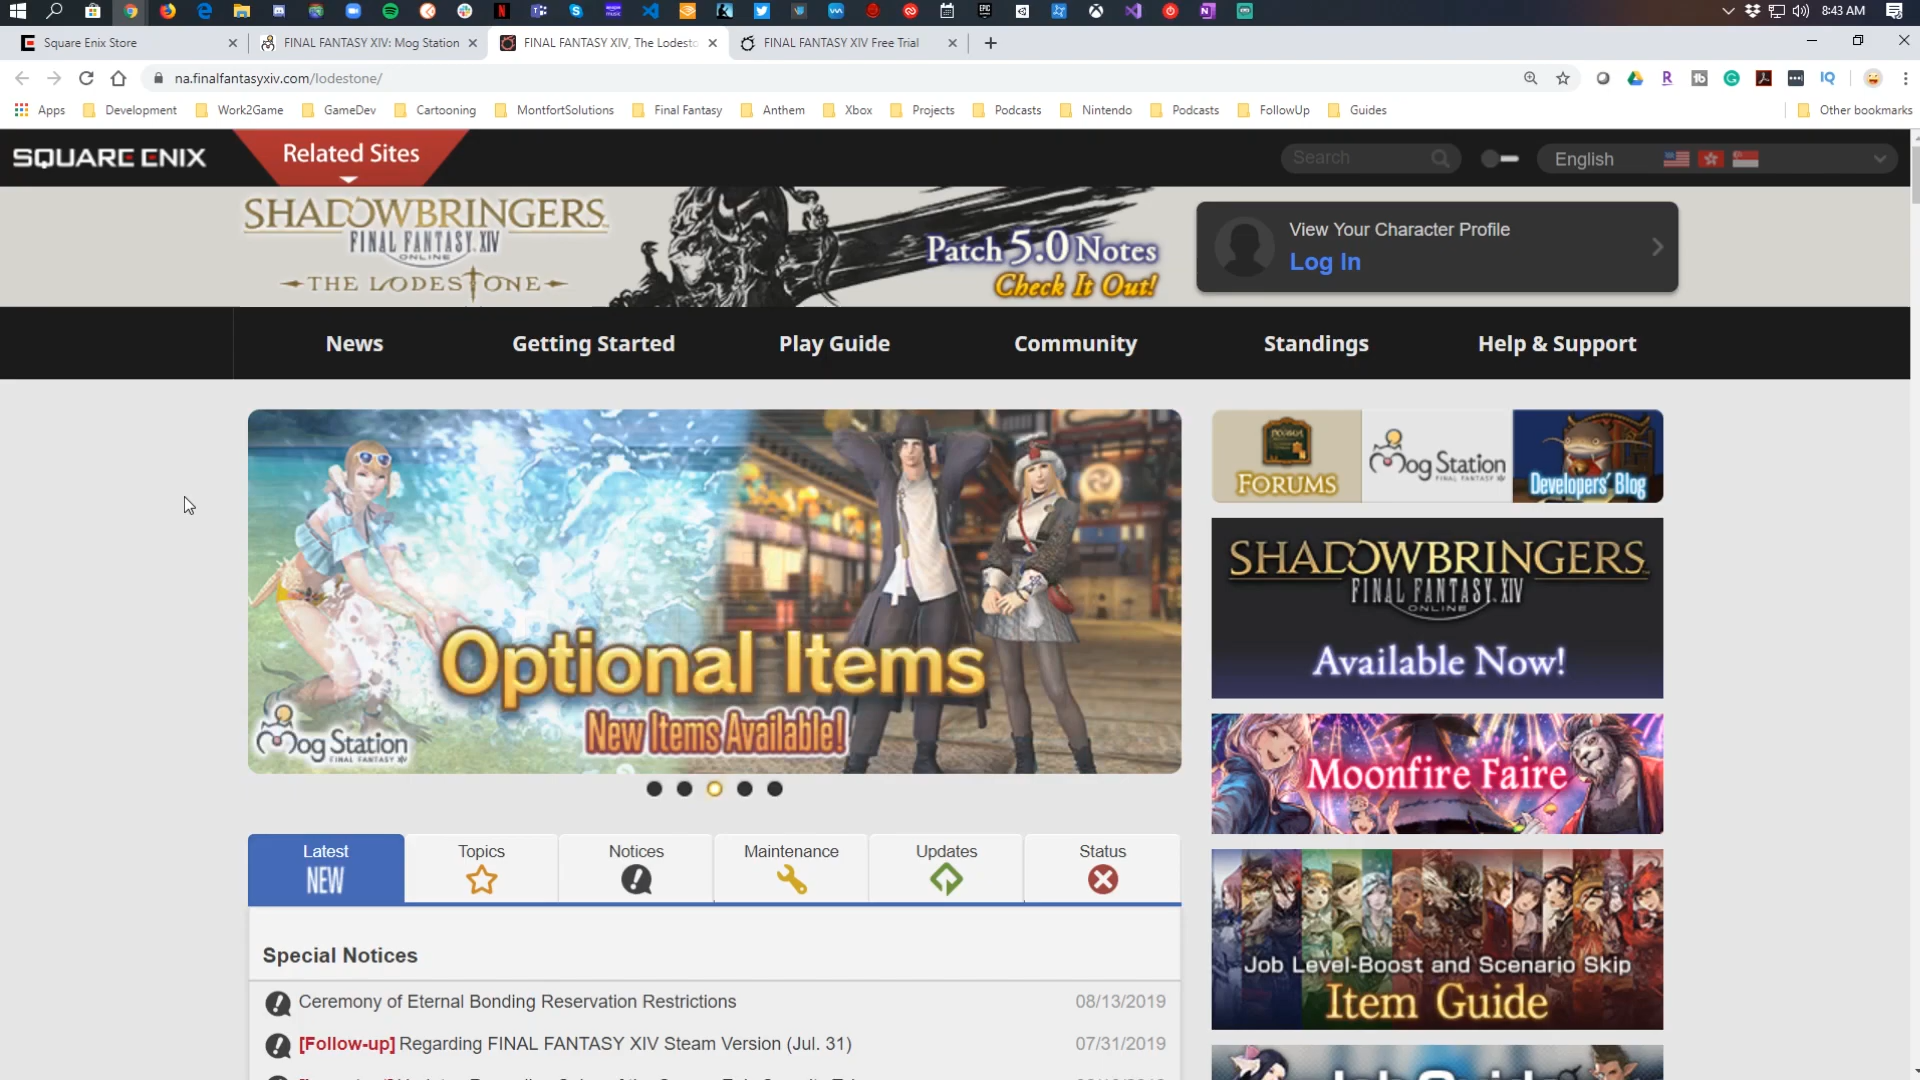 8:43 AM
Square Enix Store
FINAL FANTASY XIV: Mog Station
FINAL FANTASY XIV, The Lodesto
FINAL FANTASY XIV Free Trial
na.finalfantasyxiv.com/lodestone/
Apps
Development
Work2Game
GameDev
Cartooning
MontfortSolutions
Final Fantasy
Anthem
Xbox
Projects
Podcasts
Nintendo
Podcasts
FollowUp
Guides
Other bookmarks
SQUARE ENIX
Related Sites
Search
English
SHADOWBRINGERS
FINAL FANTASY XIV
ONLINE
THE LODESTONE
Patch 5.0 Notes
Check It Out!
View Your Character Profile
Log In
News
Getting Started
Play Guide
Community
Standings
Help & Support
Optional Items
New Items Available!
Mog Station
FINAL FANTASY XIV
FORUMS
Mog Station
FINAL FANTASY XIV
Developers' Blog
SHADOWBRINGERS
FINAL FANTASY XIV
ONLINE
Available Now!
Moonfire Faire
Job Level-Boost and Scenario Skip
Item Guide
Latest
NEW
Topics
Notices
Maintenance
Updates
Status
Special Notices
Ceremony of Eternal Bonding Reservation Restrictions
08/13/2019
[Follow-up] Regarding FINAL FANTASY XIV Steam Version (Jul. 31)
07/31/2019